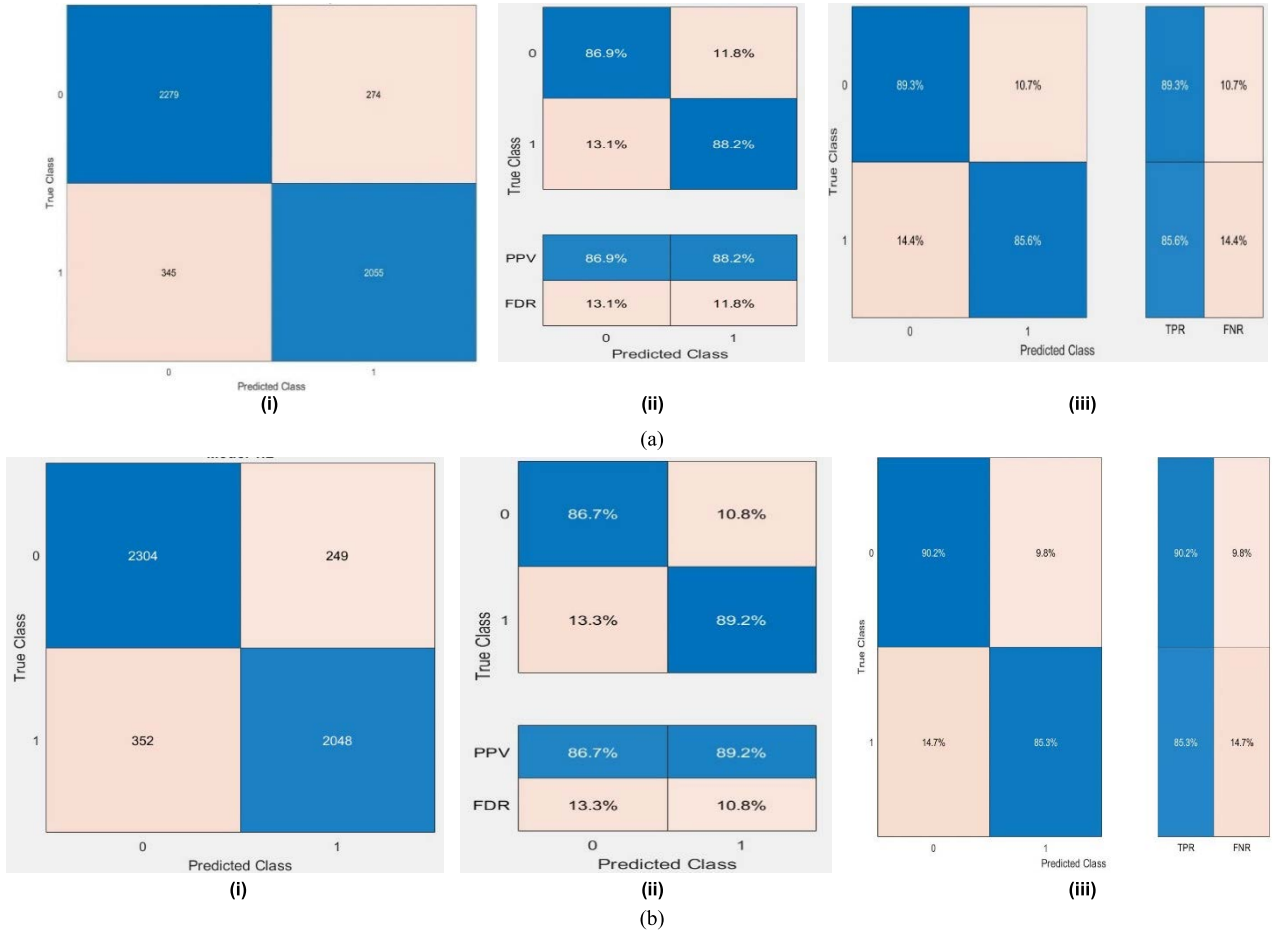 0
2279
274
True Class
1
345
2055
0
1
Predicted Class
(i)
0
86.9%
11.8%
True Class
1
13.1%
88.2%
PPV
86.9%
88.2%
FDR
13.1%
11.8%
0
1
Predicted Class
(ii)
0
89.3%
10.7%
89.3%
10.7%
True Class
1
14.4%
85.6%
85.6%
14.4%
0
1
TPR
FNR
Predicted Class
(iii)
(a)
0
2304
249
True Class
1
352
2048
0
1
Predicted Class
(i)
0
86.7%
10.8%
True Class
1
13.3%
89.2%
PPV
86.7%
89.2%
FDR
13.3%
10.8%
0
1
Predicted Class
(ii)
0
90.2%
9.8%
90.2%
9.8%
True Class
1
14.7%
85.3%
85.3%
14.7%
0
1
TPR
FNR
Predicted Class
(iii)
(b)